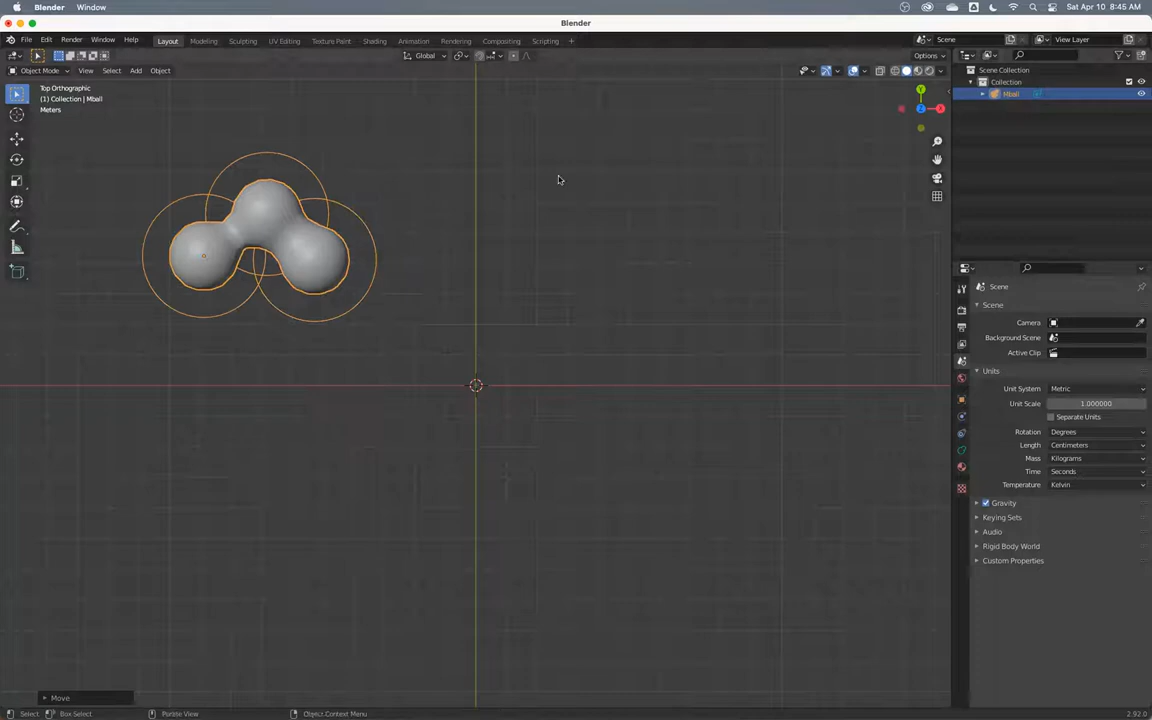 Blender Window Sat Apr 10 8:45 AM
Blender
File Edit Render Window Help Layout Modeling Sculpting UV Editing Texture Paint Shading Animation Rendering Compositing Scripting + Scene View Layer
Global Options
Object Mode View Select Add Object Scene Collection
Top Orthographic
(1) Collection | Mball
Meters
Collection
Mball
Y
Z
X
Scene
Scene
Camera
Background Scene
Active Clip
Units
Unit System Metric
Unit Scale 1.000000
Separate Units
Rotation Degrees
Length Centimeters
Mass Kilograms
Time Seconds
Temperature Kelvin
Gravity
Keying Sets
Audio
Rigid Body World
Custom Properties
Move
Select Box Select Rotate View Object Context Menu 2.92.0